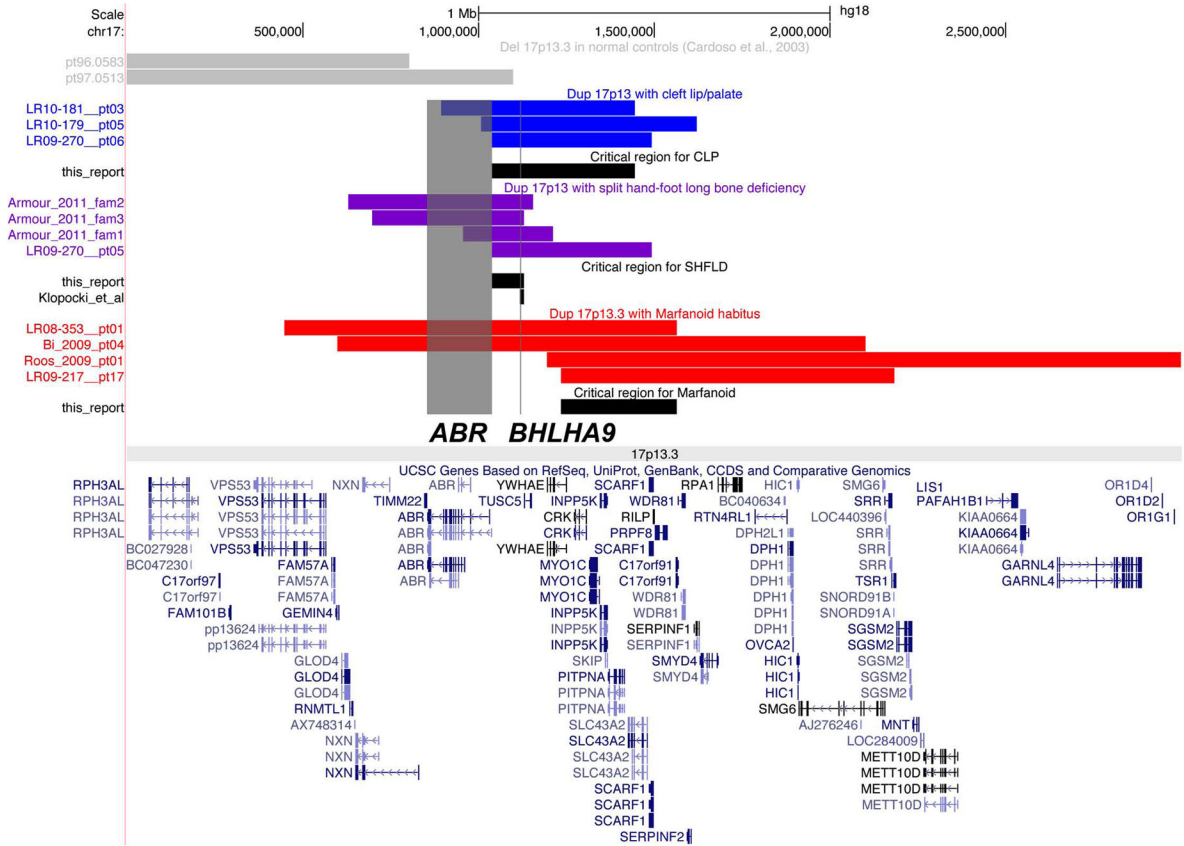 Scale 1 Mb hg18
chr17: 500,000 1,000,000 1,500,000 2,000,000 2,500,000
Del 17p13.3 in normal controls (Cardoso et al., 2003)
pt96.0583
pt97.0513
Dup 17p13 with cleft lip/palate
LR10-181__pt03
LR10-179__pt05
LR09-270__pt06
Critical region for CLP
this_report
Dup 17p13 with split hand-foot long bone deficiency
Armour_2011_fam2
Armour_2011_fam3
Armour_2011_fam1
LR09-270__pt05
Critical region for SHFLD
this_report
Klopocki_et_al
Dup 17p13.3 with Marfanoid habitus
LR08-353__pt01
Bi_2009_pt04
Roos_2009_pt01
LR09-217__pt17
Critical region for Marfanoid
this_report
ABR BHLHA9
17p13.3
UCSC Genes Based on RefSeq, UniProt, GenBank, CCDS and Comparative Genomics
RPH3AL VPS53 NXN ABR YWHAE SCARF1 RPA1 HIC1 SMG6 LIS1 OR1D4
RPH3AL VPS53 TIMM22 TUSC5 INPP5K WDR81 BC040634 SRR PAFAH1B1 OR1D2
RPH3AL VPS53 ABR CRK RILP RTN4RL1 LOC440396 KIAA0664 OR1G1
RPH3AL VPS53 ABR CRK PRPF8 DPH2L1 SRR KIAA0664
BC027928 VPS53 ABR YWHAE SCARF1 DPH1 SRR KIAA0664
BC047230 FAM57A ABR MYO1C C17orf91 DPH1 SRR GARNL4
C17orf97 FAM57A ABR MYO1C C17orf91 DPH1 TSR1 GARNL4
C17orf97 FAM57A MYO1C WDR81 DPH1 SNORD91B
FAM101B GEMIN4 INPP5K WDR81 DPH1 SNORD91A
pp13624 INPP5K SERPINF1 DPH1 SGSM2
pp13624 INPP5K SERPINF1 OVCA2 SGSM2
GLOD4 SKIP SMYD4 HIC1 SGSM2
GLOD4 PITPNA SMYD4 HIC1 SGSM2
GLOD4 PITPNA HIC1 SGSM2
RNMTL1 PITPNA SMG6
AX748314 SLC43A2 AJ276246 MNT
NXN SLC43A2 LOC284009
NXN SLC43A2 METT10D
NXN SLC43A2 METT10D
SCARF1 METT10D
SCARF1 METT10D
SCARF1
SERPINF2